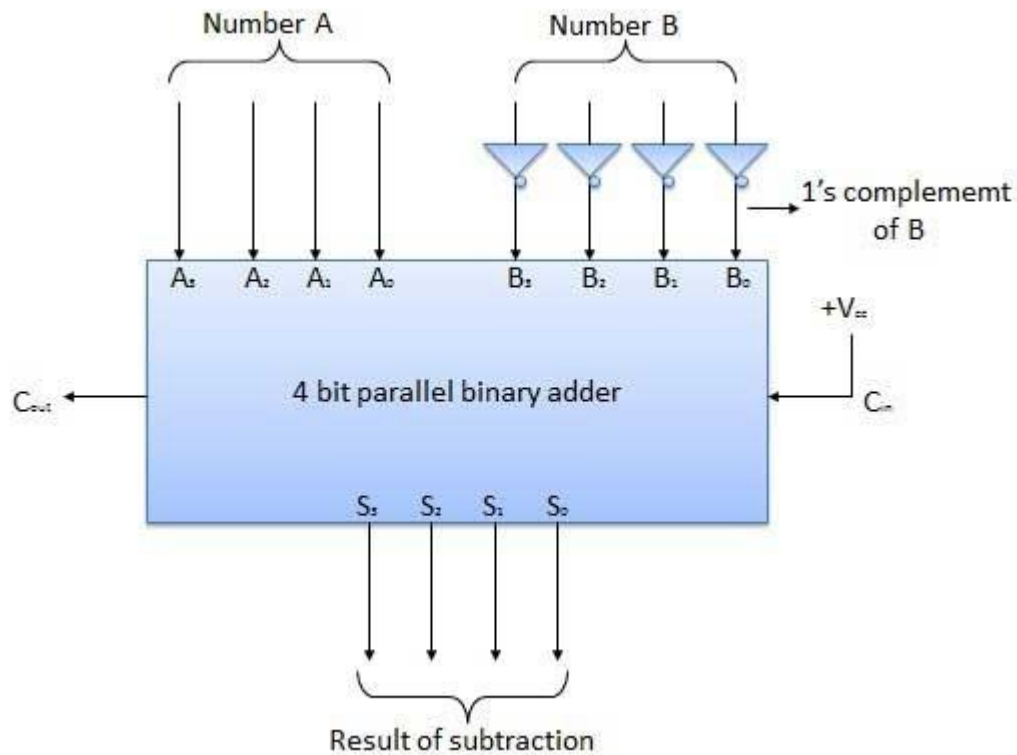 Number A
Number B
1's complememt
of B
A₃ A₂ A₁ A₀ B₃ B₂ B₁ B₀
+Vcc
4 bit parallel binary adder
Cout
Cin
S₃ S₂ S₁ S₀
Result of subtraction